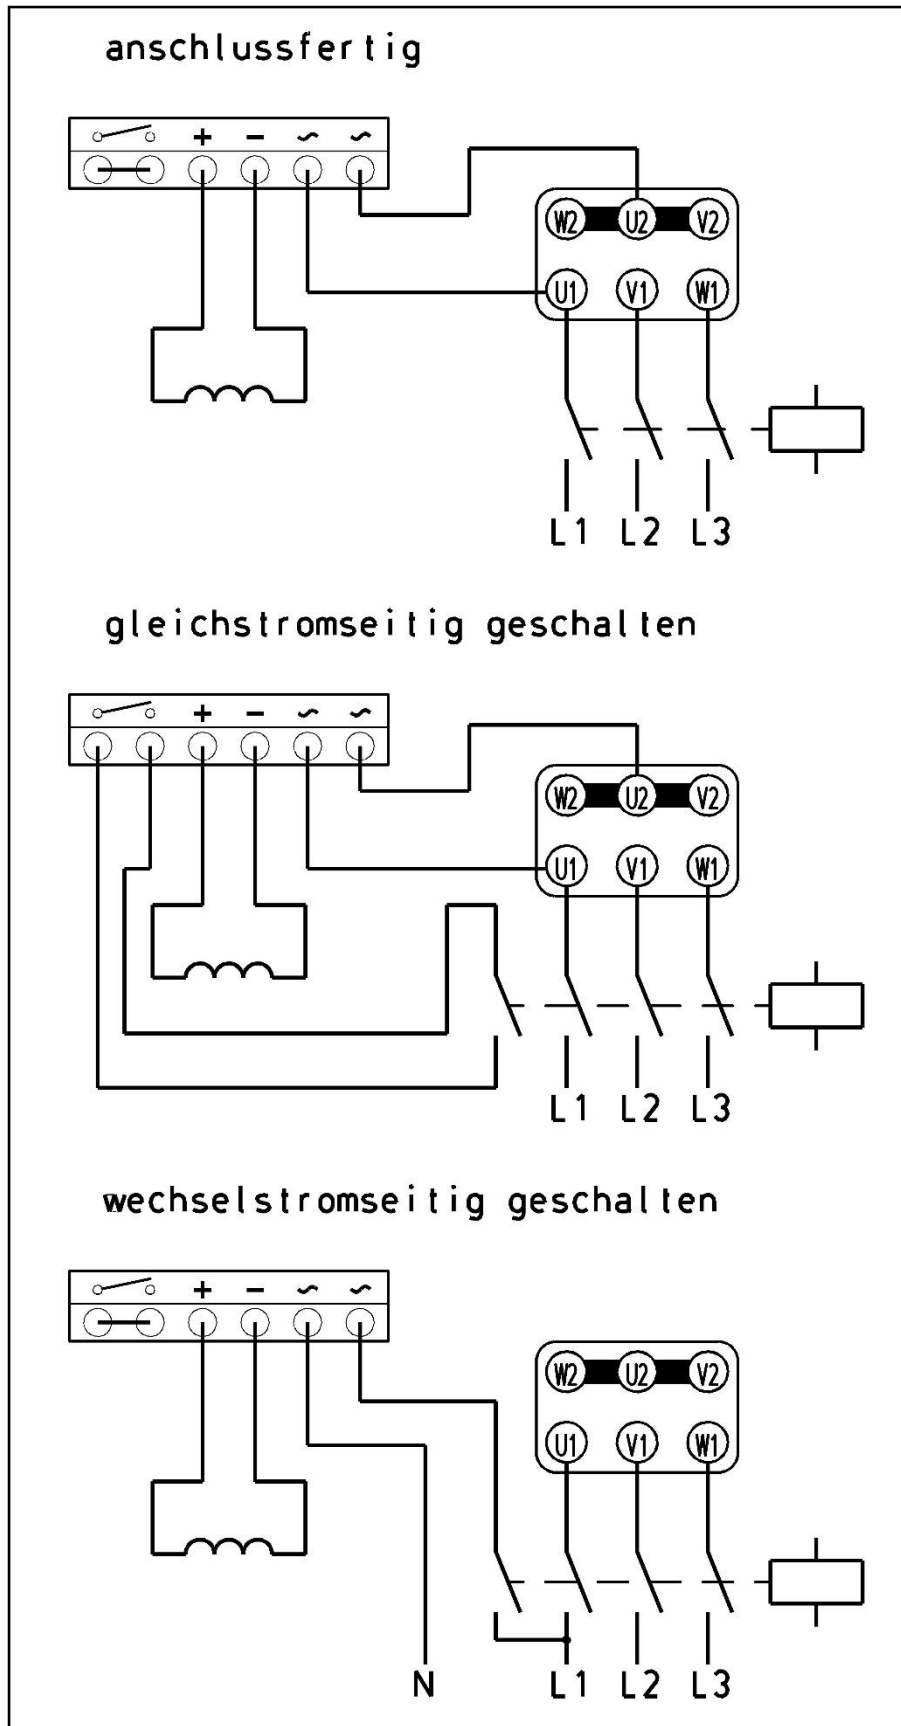 anschlussfertig
+ - ~ ~
W2 U2 V2
U1 V1 W1
L1 L2 L3
gleichstromseitig geschalten
+ - ~ ~
W2 U2 V2
U1 V1 W1
L1 L2 L3
wechselstromseitig geschalten
+ - ~ ~
W2 U2 V2
U1 V1 W1
N L1 L2 L3